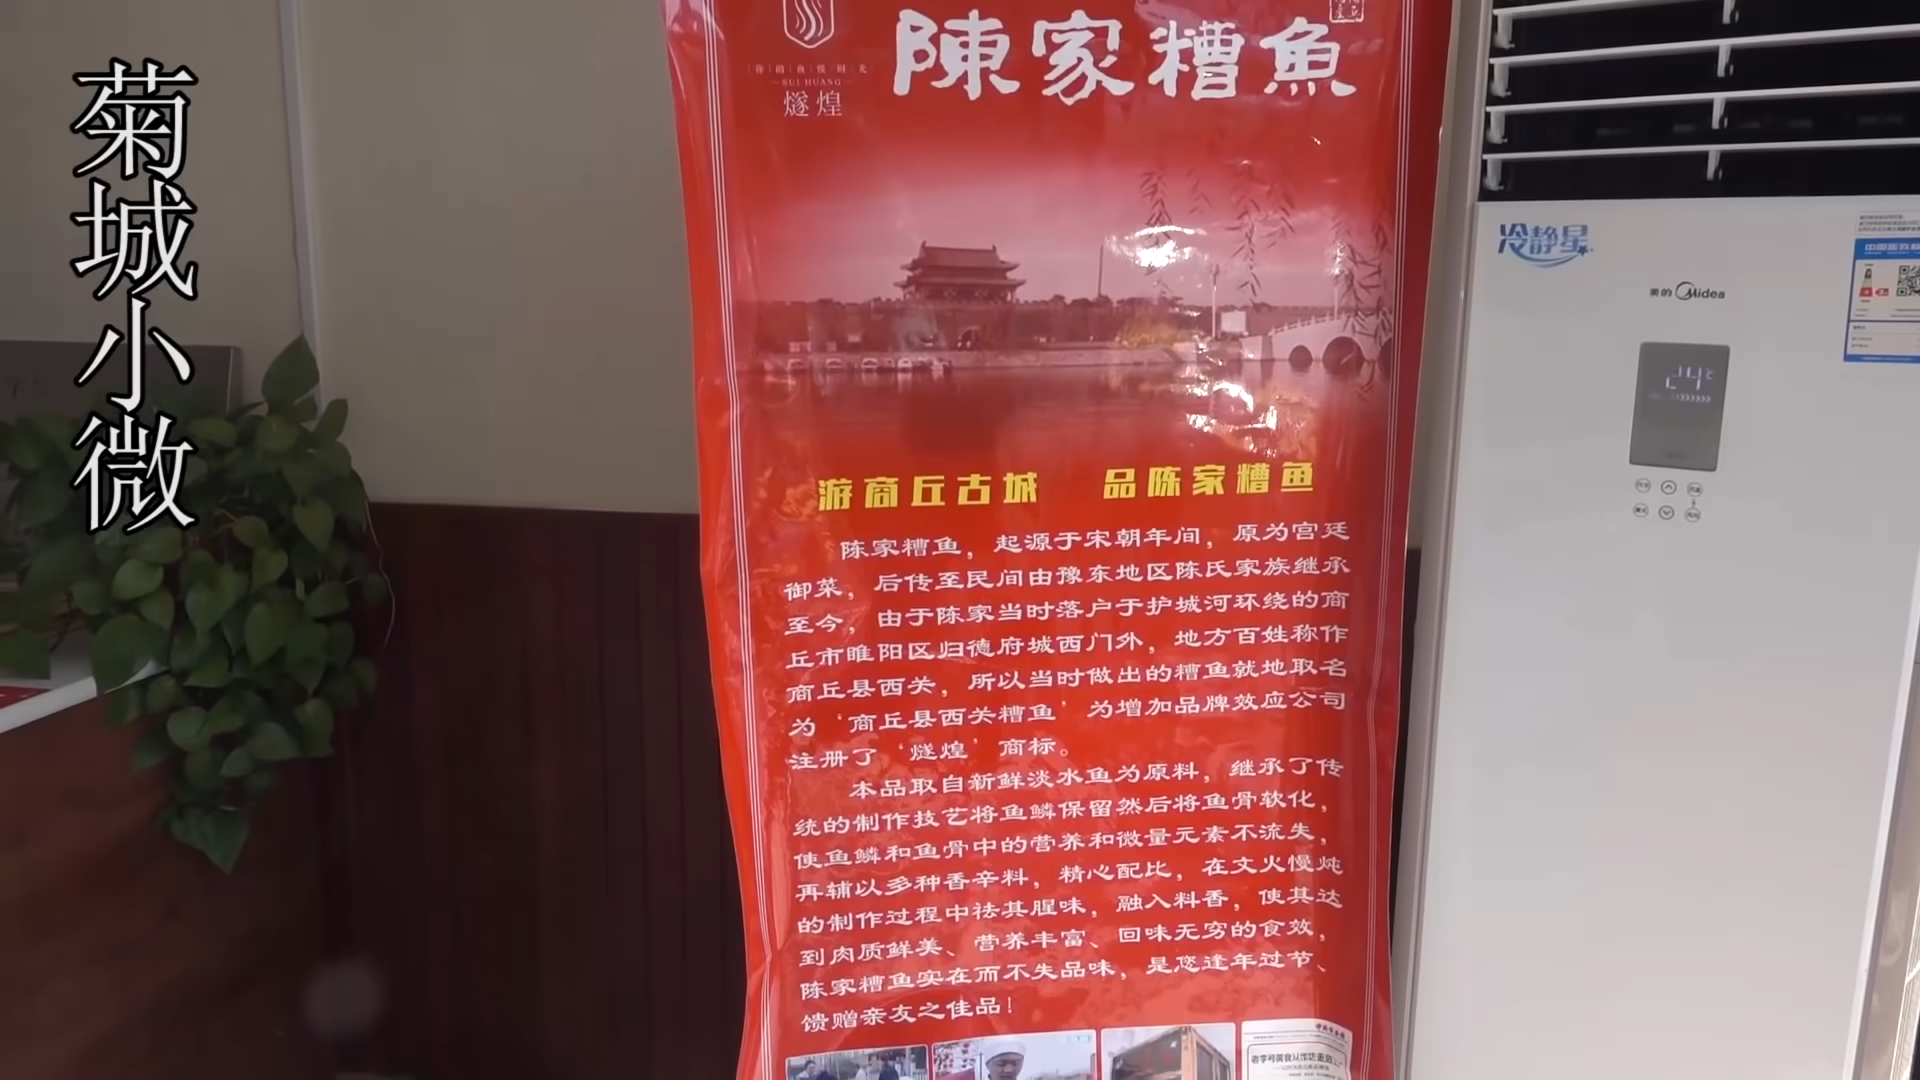 菊城小微
陳家糟魚
你的鱼悦时光
SUI HUANG
燧煌
游商丘古城 品陈家糟鱼
陈家糟鱼，起源于宋朝年间，原为宫廷
御菜，后传至民间由豫东地区陈氏家族继承
至今，由于陈家当时落户于护城河环绕的商
丘市睢阳区归德府城西门外，地方百姓称作
商丘县西关，所以当时做出的糟鱼就地取名
为‘商丘县西关糟鱼’为增加品牌效应公司
注册了‘燧煌’商标。
本品取自新鲜淡水鱼为原料，继承了传
统的制作技艺将鱼鳞保留然后将鱼骨软化，
使鱼鳞和鱼骨中的营养和微量元素不流失，
再辅以多种香辛料，精心配比，在文火慢炖
的制作过程中祛其腥味，融入料香，使其达
到肉质鲜美、营养丰富、回味无穷的食效，
陈家糟鱼实在而不失品味，是您逢年过节、
馈赠亲友之佳品！
冷静星
美的 Midea
24℃